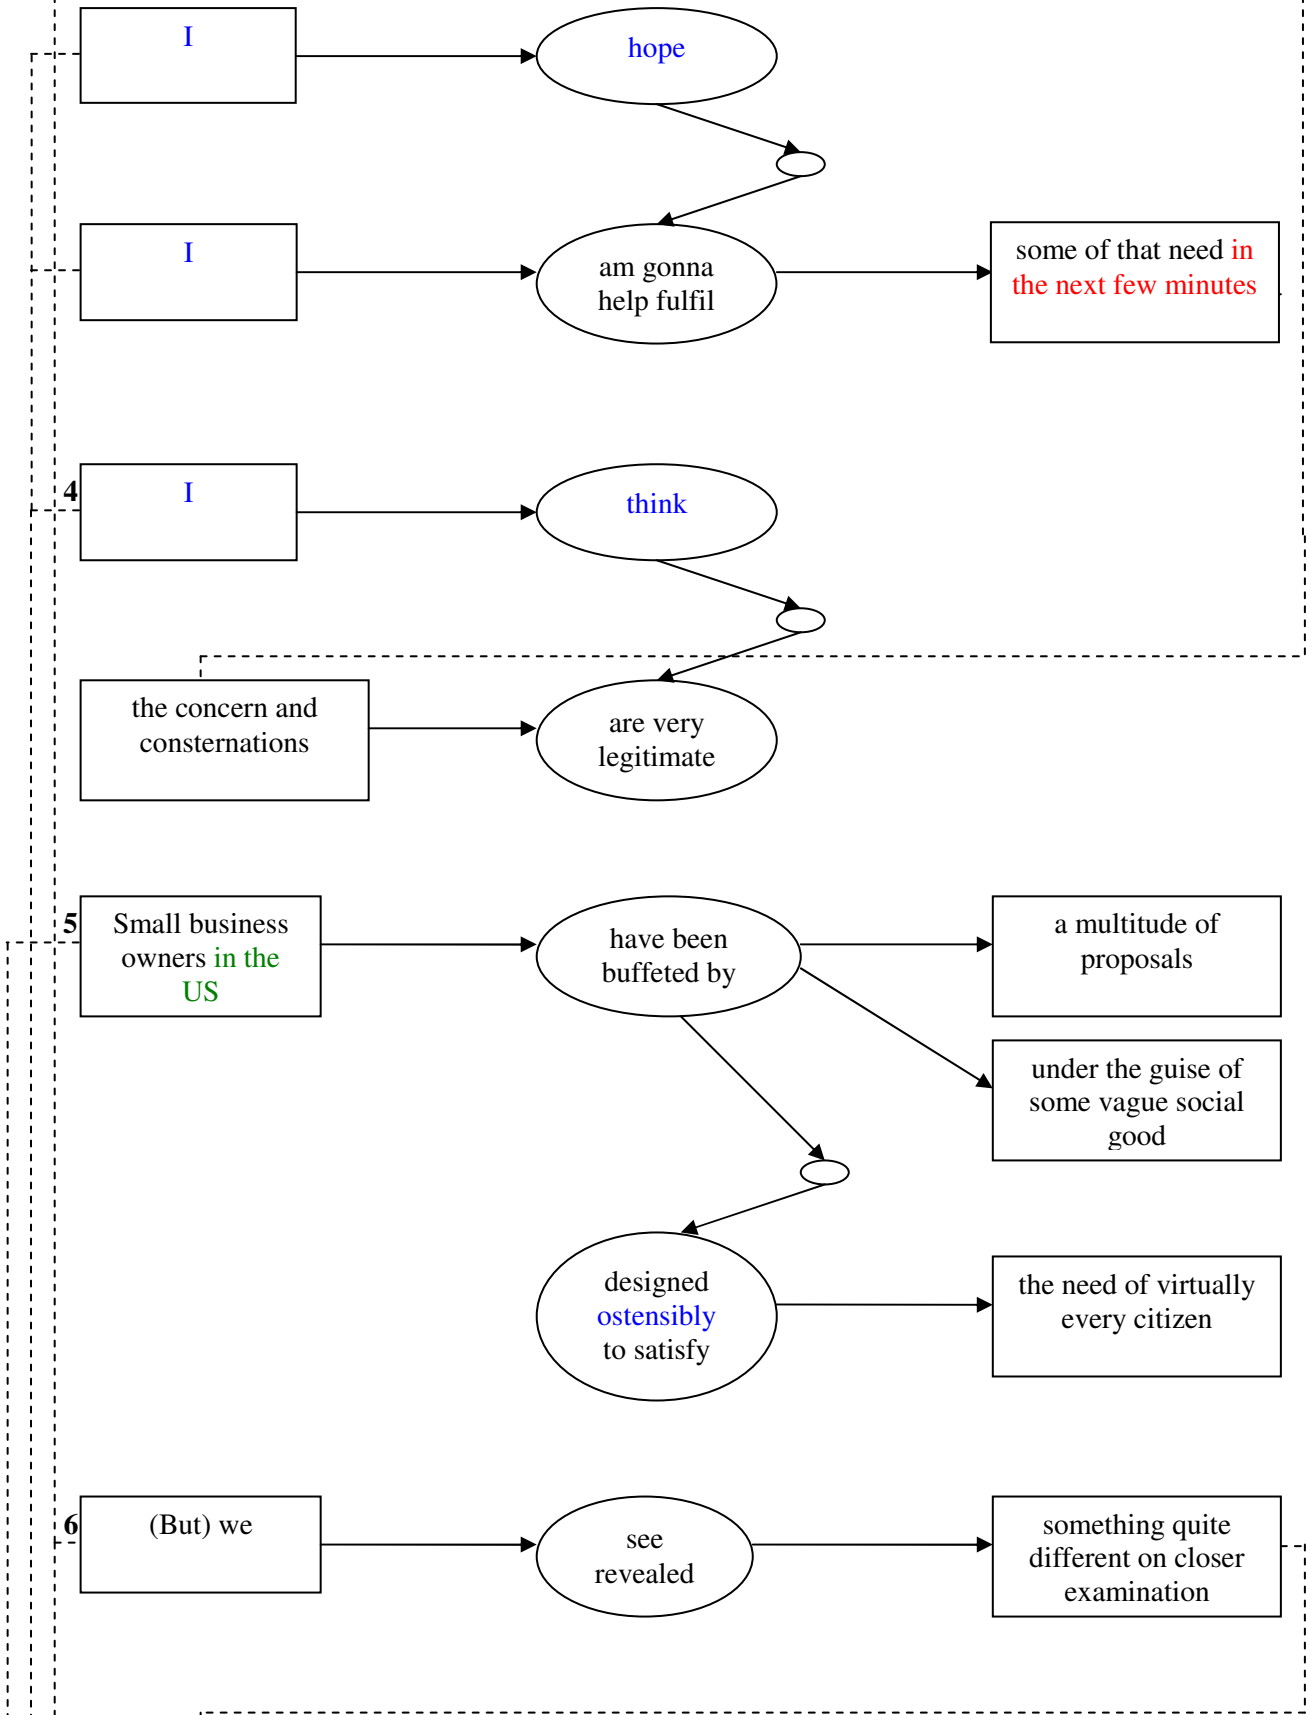 I
hope
I
am gonna
help fulfil
some of that need in
the next few minutes
4
I
think
the concern and
consternations
are very
legitimate
5
Small business
owners in the
US
have been
buffeted by
a multitude of
proposals
under the guise of
some vague social
good
designed
ostensibly
to satisfy
the need of virtually
every citizen
6
(But) we
see
revealed
something quite
different on closer
examination